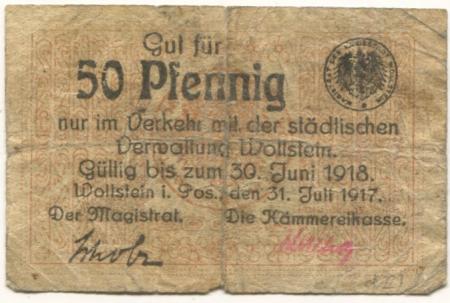 Gut für
50 Pfennig
nur im Verkehr mit der städtischen
Verwaltung Wollstein.
Gültig bis zum 30. Juni 1918.
Wollstein i. Pos., den 31. Juli 1917.
Der Magistrat. Die Kämmereikasse.